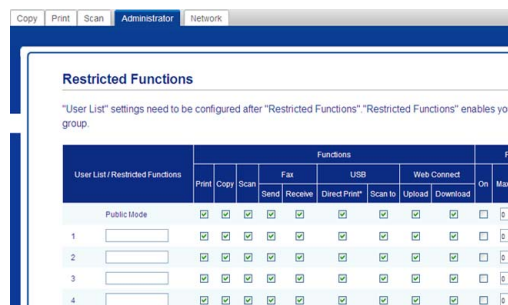 Copy Print Scan Administrator Network
Restricted Functions
"User List" settings need to be configured after "Restricted Functions"."Restricted Functions" enables yo
group.
Functions
User List / Restricted Functions
Print Copy Scan Fax USB Web Connect On Max
Send Receive Direct Print* Scan to Upload Download
Public Mode 0
1 0
2 0
3 0
4 0